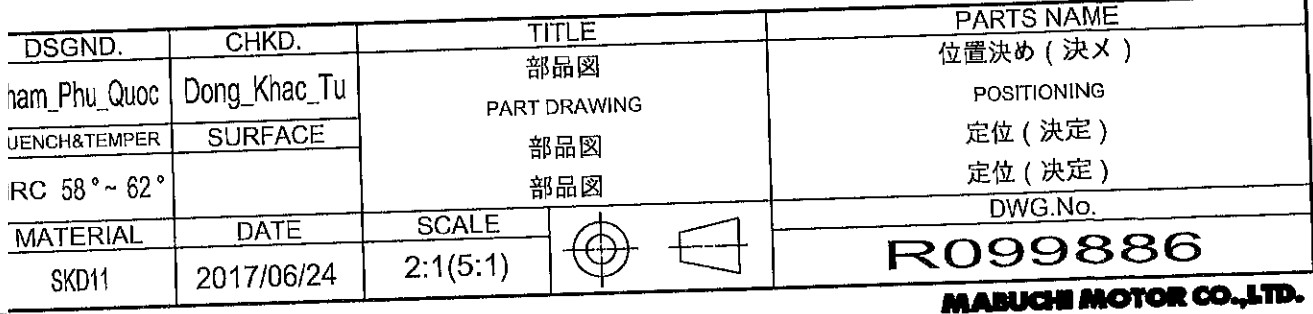 DSGND. CHKD. TITLE PARTS NAME
ham_Phu_Quoc Dong_Khac_Tu 部品図 位置決め ( 決メ )
PART DRAWING POSITIONING
UENCH&TEMPER SURFACE 部品図 定位 ( 決定 )
RC 58°~ 62° 部品図 定位 ( 决定 )
MATERIAL DATE SCALE DWG.No.
SKD11 2017/06/24 2:1(5:1) R099886
MABUCHI MOTOR CO.,LTD.